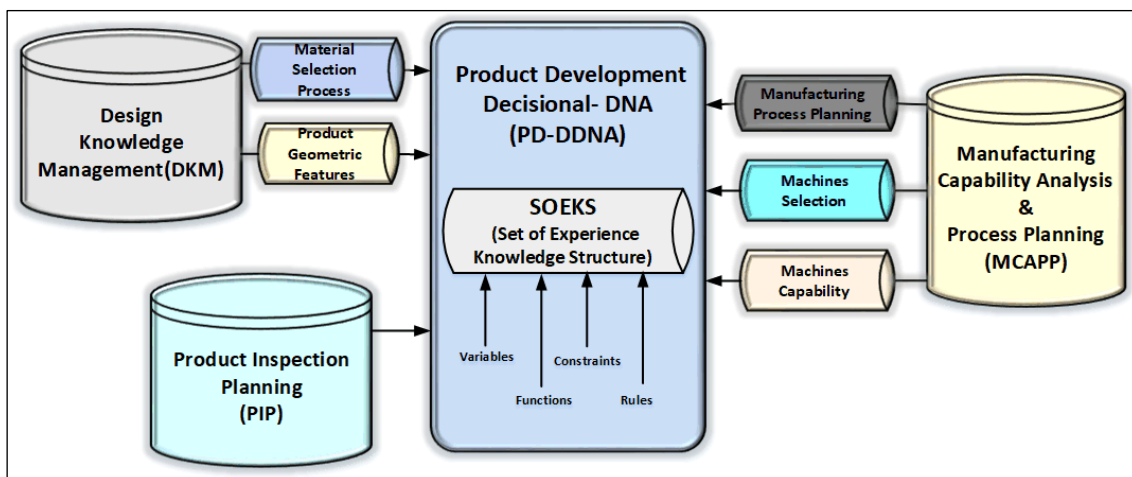 Design
Knowledge
Management(DKM)
Material
Selection
Process
Product
Geometric
Features
Product Inspection
Planning
(PIP)
Product Development
Decisional- DNA
(PD-DDNA)
SOEKS
(Set of Experience
Knowledge Structure)
Variables
Functions
Constraints
Rules
Manufacturing
Process Planning
Machines
Selection
Machines
Capability
Manufacturing
Capability Analysis
&
Process Planning
(MCAPP)